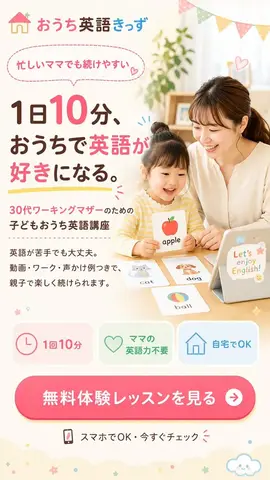 おうち英語きっず
忙しいママでも続けやすい
1日10分、
おうちで英語が
好きになる。
30代ワーキングマザーのための
子どもおうち英語講座
英語が苦手でも大丈夫。
動画・ワーク・声かけ例つきで、
親子で楽しく続けられます。
apple
cat
dog
ball
Let's
enjoy
English!
1回10分
ママの
英語力不要
自宅でOK
無料体験レッスンを見る
スマホでOK・今すぐチェック